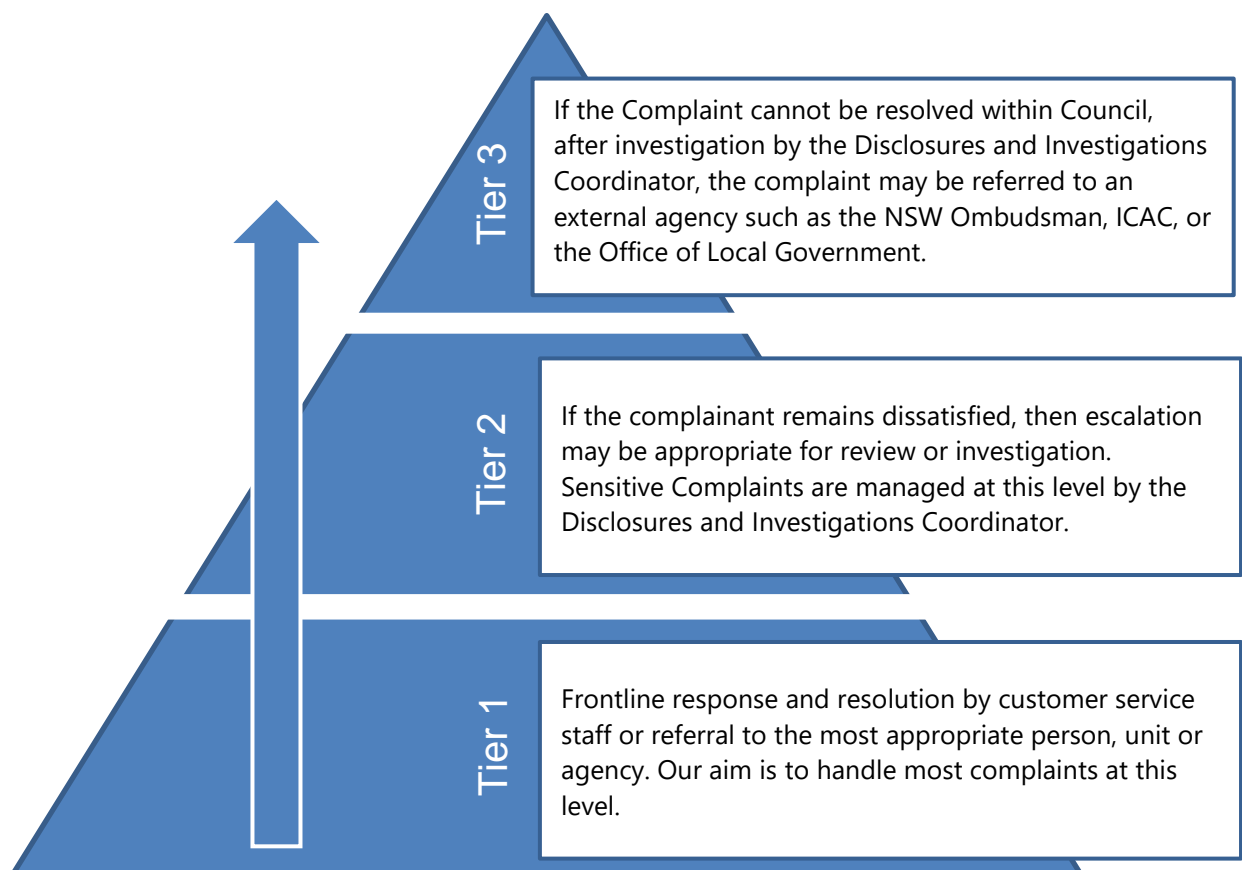 Tier 3
If the Complaint cannot be resolved within Council,
after investigation by the Disclosures and Investigations
Coordinator, the complaint may be referred to an
external agency such as the NSW Ombudsman, ICAC, or
the Office of Local Government.
Tier 2
If the complainant remains dissatisfied, then escalation
may be appropriate for review or investigation.
Sensitive Complaints are managed at this level by the
Disclosures and Investigations Coordinator.
Tier 1
Frontline response and resolution by customer service
staff or referral to the most appropriate person, unit or
agency. Our aim is to handle most complaints at this
level.